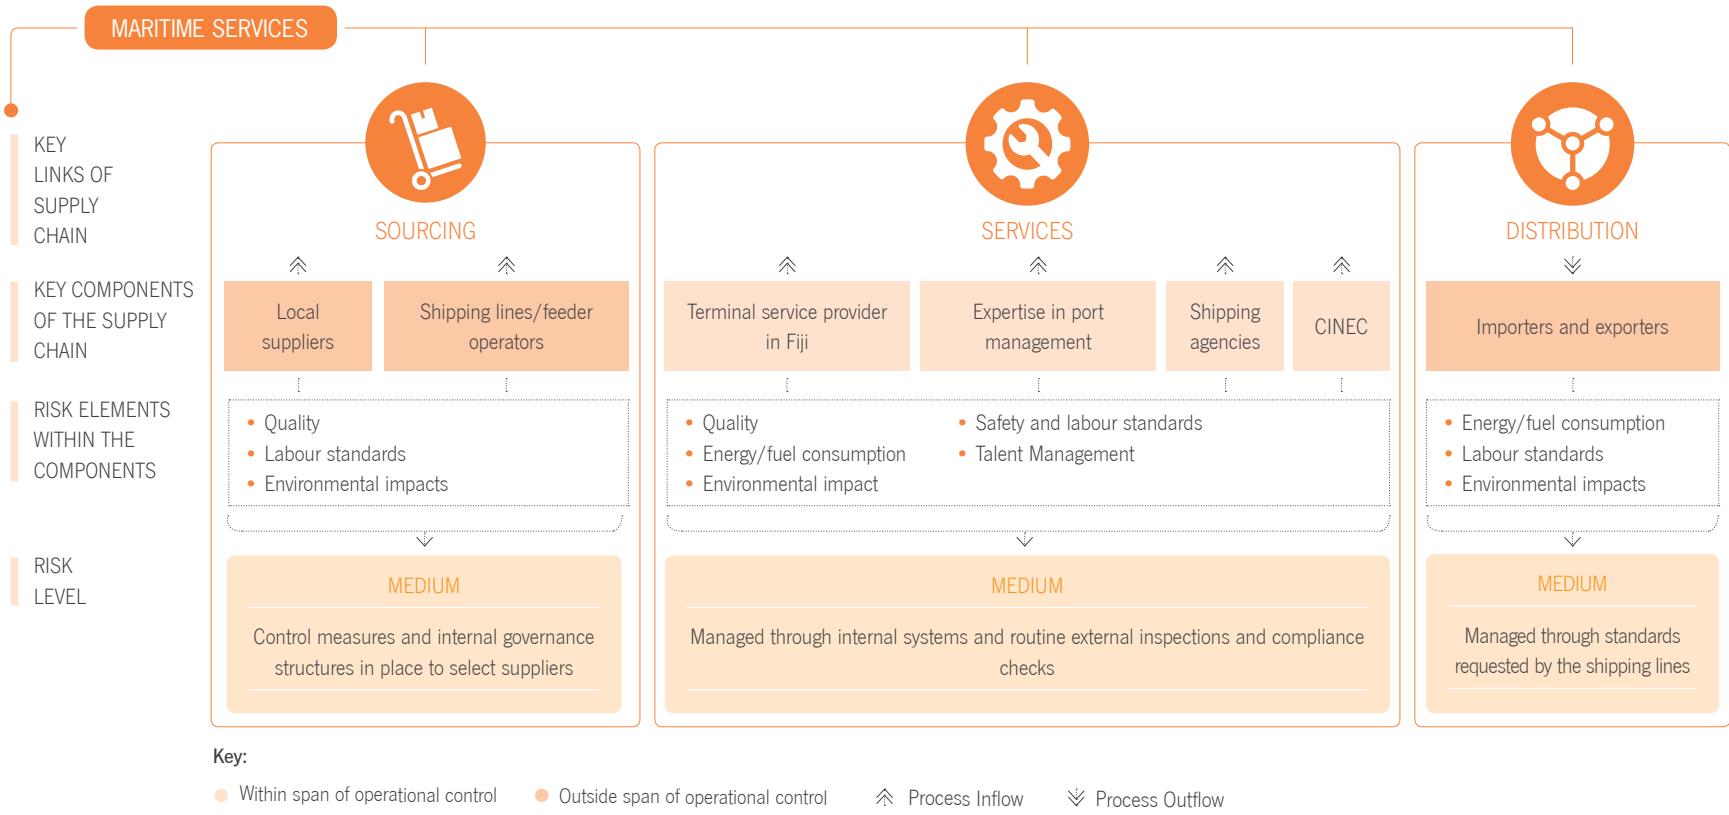 MARITIME SERVICES
KEY
LINKS OF
SUPPLY
CHAIN
SOURCING
SERVICES
DISTRIBUTION
KEY COMPONENTS
OF THE SUPPLY
CHAIN
Local
suppliers
Shipping lines/feeder
operators
Terminal service provider
in Fiji
Expertise in port
management
Shipping
agencies
CINEC
Importers and exporters
RISK ELEMENTS
WITHIN THE
COMPONENTS
• Quality
• Labour standards
• Environmental impacts
• Quality
• Energy/fuel consumption
• Environmental impact
• Safety and labour standards
• Talent Management
• Energy/fuel consumption
• Labour standards
• Environmental impacts
RISK
LEVEL
MEDIUM
Control measures and internal governance
structures in place to select suppliers
MEDIUM
Managed through internal systems and routine external inspections and compliance
checks
MEDIUM
Managed through standards
requested by the shipping lines
Key:
Within span of operational control
Outside span of operational control
Process Inflow
Process Outflow